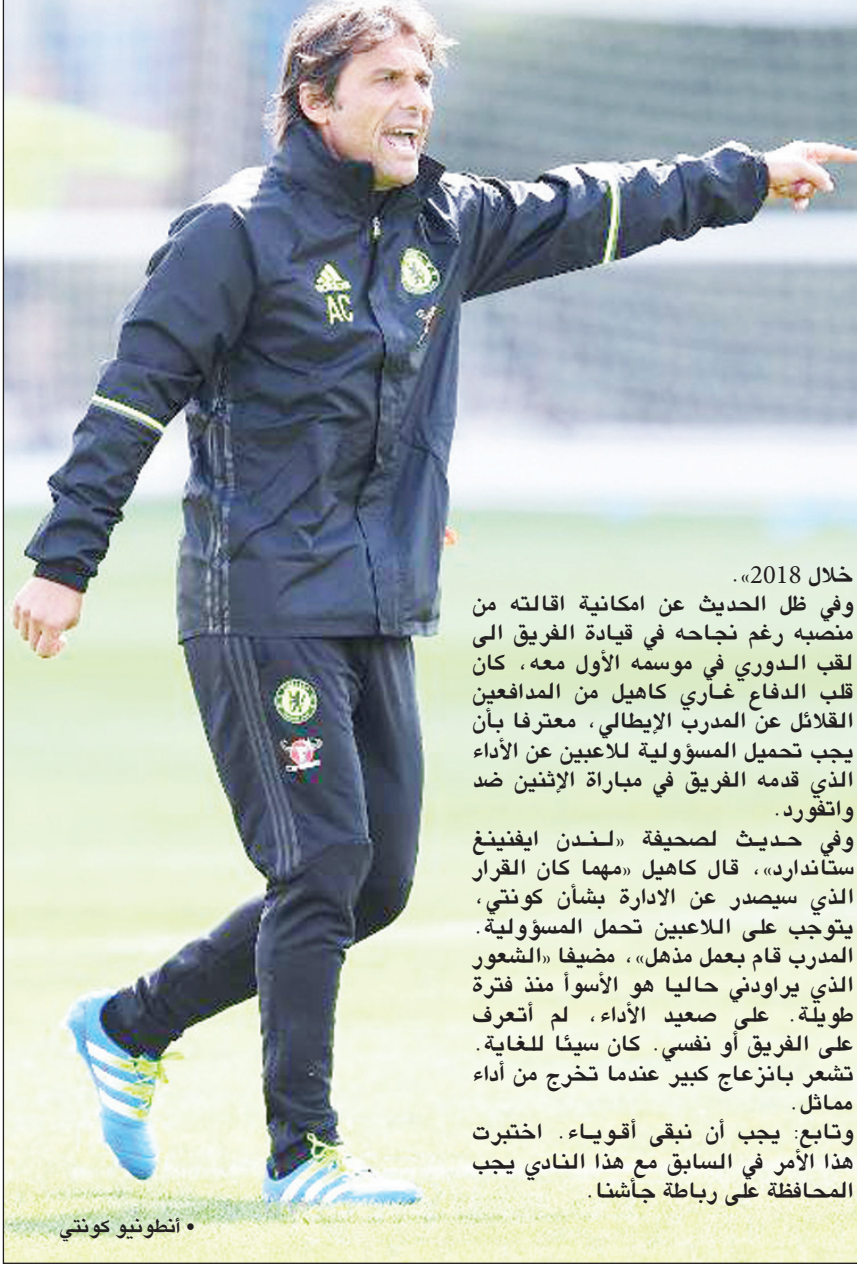 خلال 2018».
وفي ظل الحديث عن امكانية اقالته من
منصبه رغم نجاحه في قيادة الفريق الى
لقب الدوري في موسمه الأول معه، كان
قلب الدفاع غاري كاهيل من المدافعين
القلائل عن المدرب الإيطالي، معترفا بأن
يجب تحميل المسؤولية للاعبين عن الأداء
الذي قدمه الفريق في مباراة الإثنين ضد
واتفورد.
وفي حديث لصحيفة «لندن ايفنينغ
ستاندارد»، قال كاهيل «مهما كان القرار
الذي سيصدر عن الادارة بشأن كونتي،
يتوجب على اللاعبين تحمل المسؤولية.
المدرب قام بعمل مذهل»، مضيفا «الشعور
الذي يراودني حاليا هو الأسوأ منذ فترة
طويلة. على صعيد الأداء، لم أتعرف
على الفريق أو نفسي. كان سيئا للغاية.
تشعر بانزعاج كبير عندما تخرج من أداء
مماثل.
وتابع: يجب أن نبقى أقوياء. اختبرت
هذا الأمر في السابق مع هذا النادي يجب
المحافظة على رباطة جأشنا.
• أنطونيو كونتي
adidas
AC